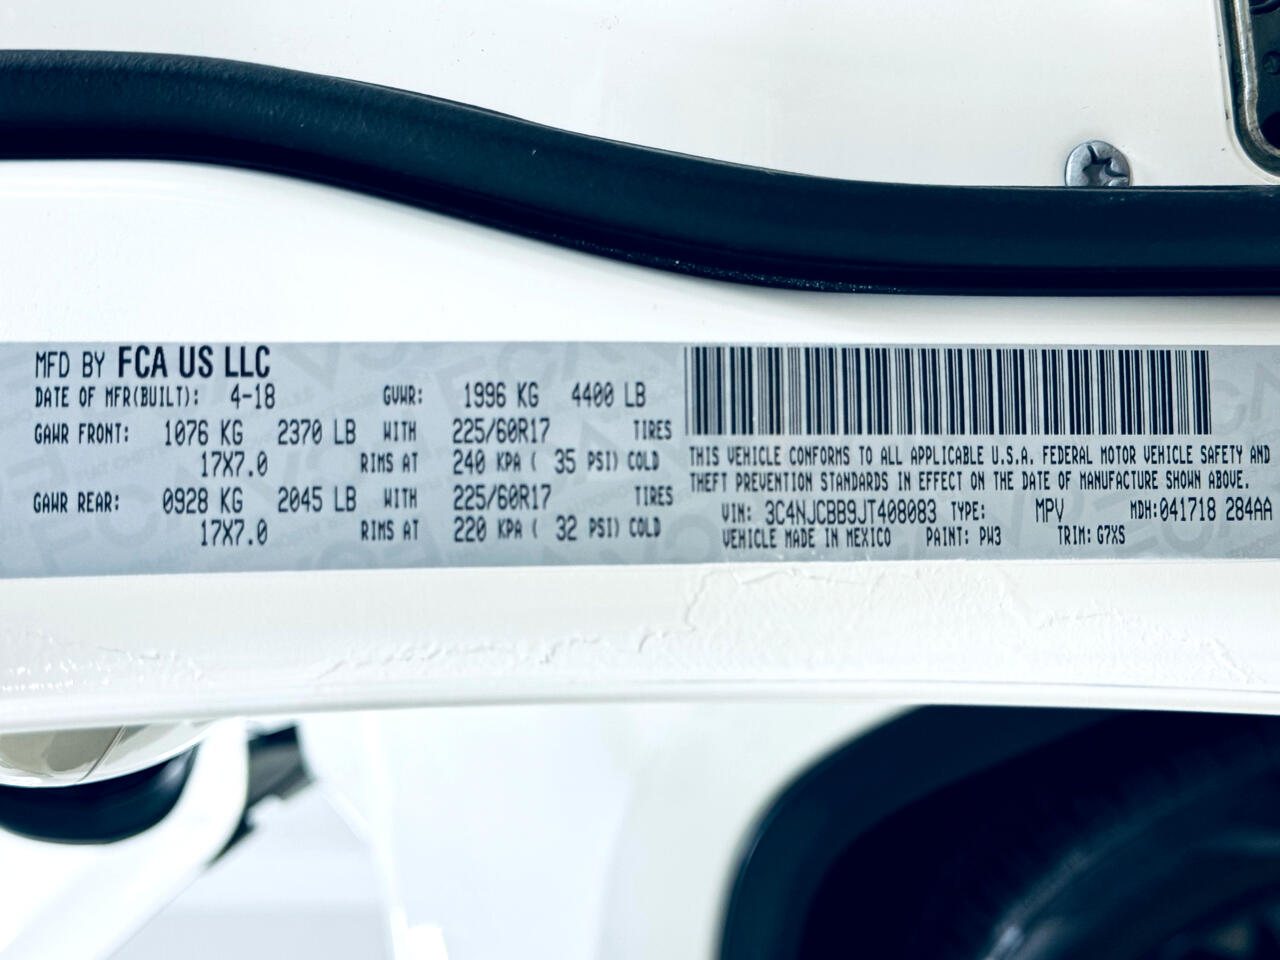 MFD BY FCA US LLC
DATE OF MFR(BUILT): 4-18 GVWR: 1996 KG 4400 LB
GAWR FRONT: 1076 KG 2370 LB WITH 225/60R17 TIRES
17X7.0 RIMS AT 240 KPA ( 35 PSI) COLD
GAWR REAR: 0928 KG 2045 LB WITH 225/60R17 TIRES
17X7.0 RIMS AT 220 KPA ( 32 PSI) COLD
THIS VEHICLE CONFORMS TO ALL APPLICABLE U.S.A. FEDERAL MOTOR VEHICLE SAFETY AND
THEFT PREVENTION STANDARDS IN EFFECT ON THE DATE OF MANUFACTURE SHOWN ABOVE.
VIN: 3C4NJCBB9JT408083 TYPE: MPV MDH:041718 284AA
VEHICLE MADE IN MEXICO PAINT: PW3 TRIM: G7XS